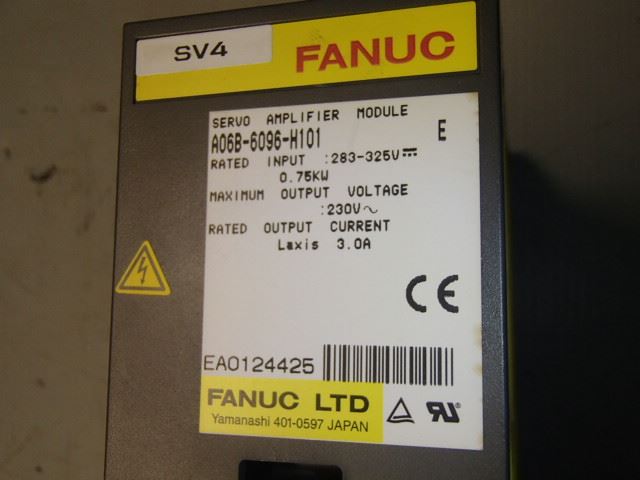 SV4
FANUC
SERVO AMPLIFIER MODULE
A06B-6096-H101 E
RATED INPUT :283-325V⎓
0.75KW
MAXIMUM OUTPUT VOLTAGE
:230V～
RATED OUTPUT CURRENT
Laxis 3.0A
CE
EA0124425
FANUC LTD
Yamanashi 401-0597 JAPAN